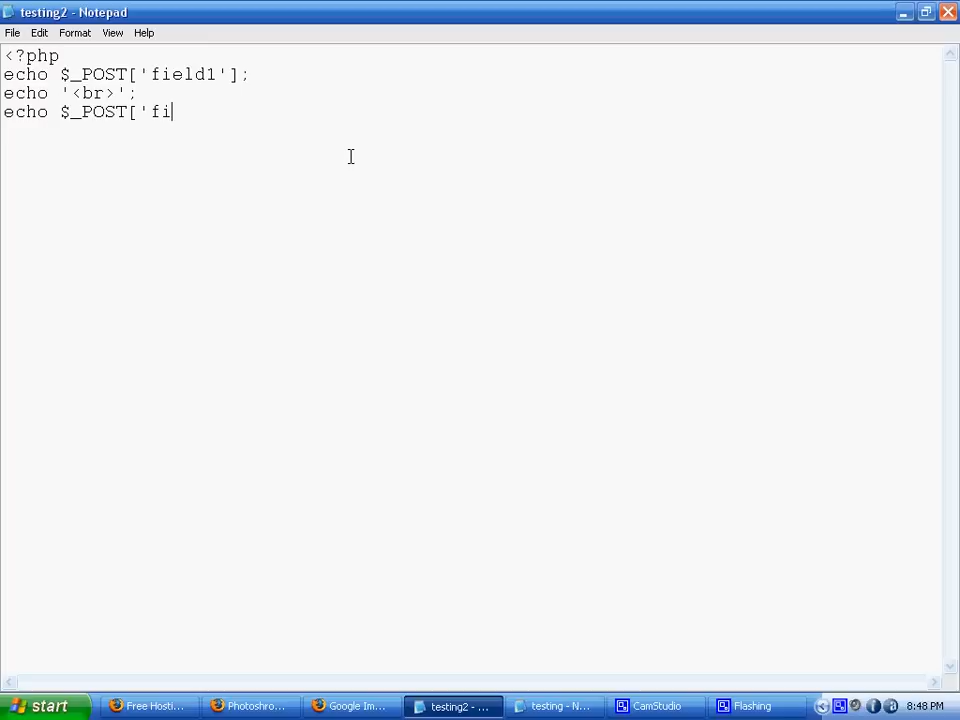 testing2 - Notepad
File Edit Format View Help
<?php
echo $_POST['field1'];
echo '<br>';
echo $_POST['fi
start Free Hosti... Photoshro... Google Im... testing2 - ... testing - N... CamStudio Flashing 8:48 PM